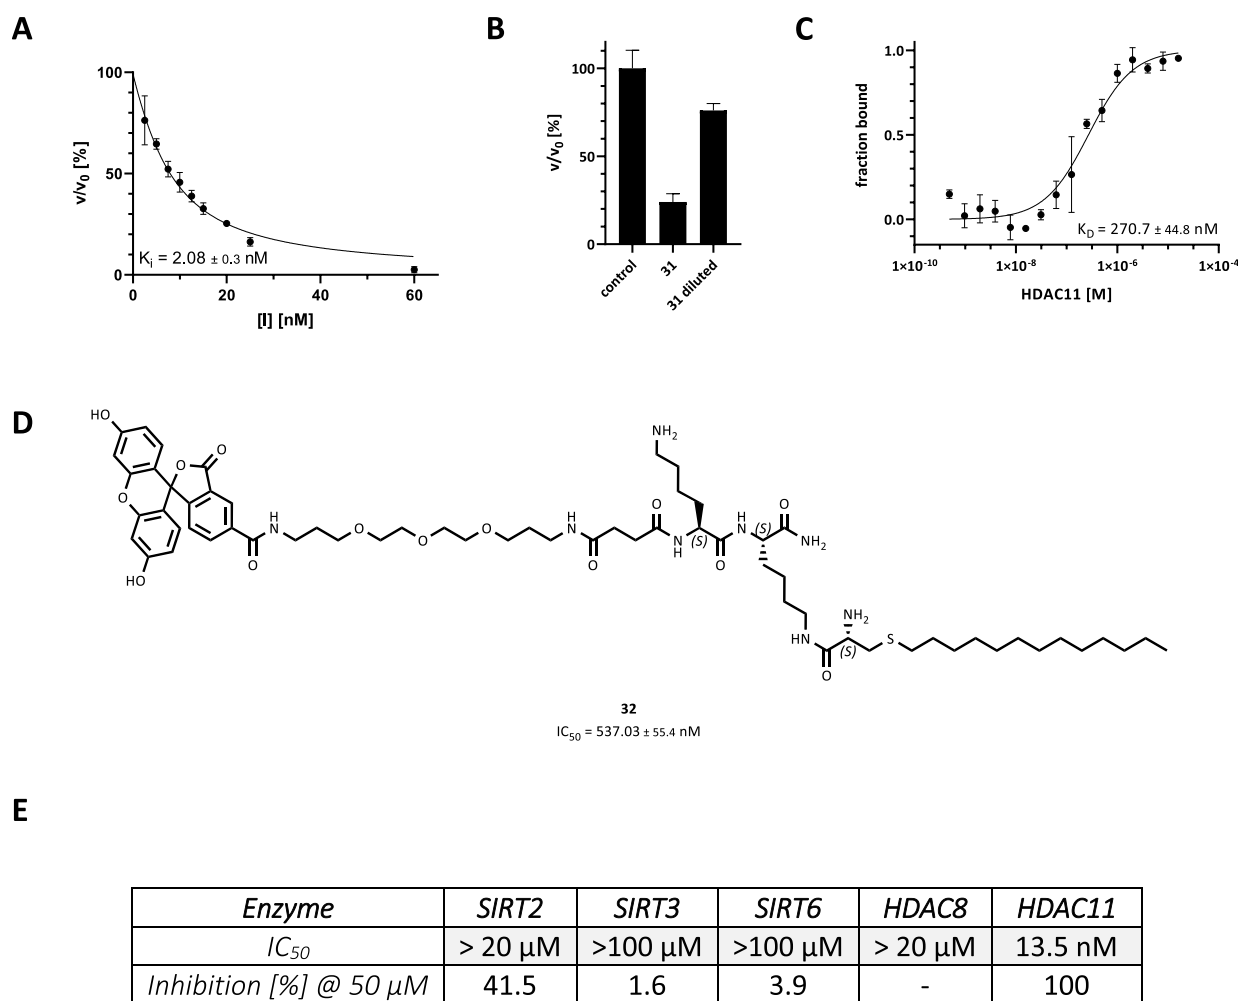 A
B
C
v/v0 [%]
100
50
0
Ki = 2.08 ± 0.3 nM
0
20
40
60
[I] [nM]
v/v0 [%]
100
50
0
control
31
31 diluted
fraction bound
1.0
0.5
0.0
KD = 270.7 ± 44.8 nM
1×10-10
1×10-8
1×10-6
1×10-4
HDAC11 [M]
D
HO
O
O
O
HO
O
H
N
O
O
O
H
N
O
O
N
H
(S)
NH2
O
H
N
(S)
O
NH2
HN
O
NH2
(S)
S
32
IC50 = 537.03 ± 55.4 nM
E
Enzyme SIRT2 SIRT3 SIRT6 HDAC8 HDAC11
IC50 > 20 µM >100 µM >100 µM > 20 µM 13.5 nM
Inhibition [%] @ 50 µM 41.5 1.6 3.9 - 100